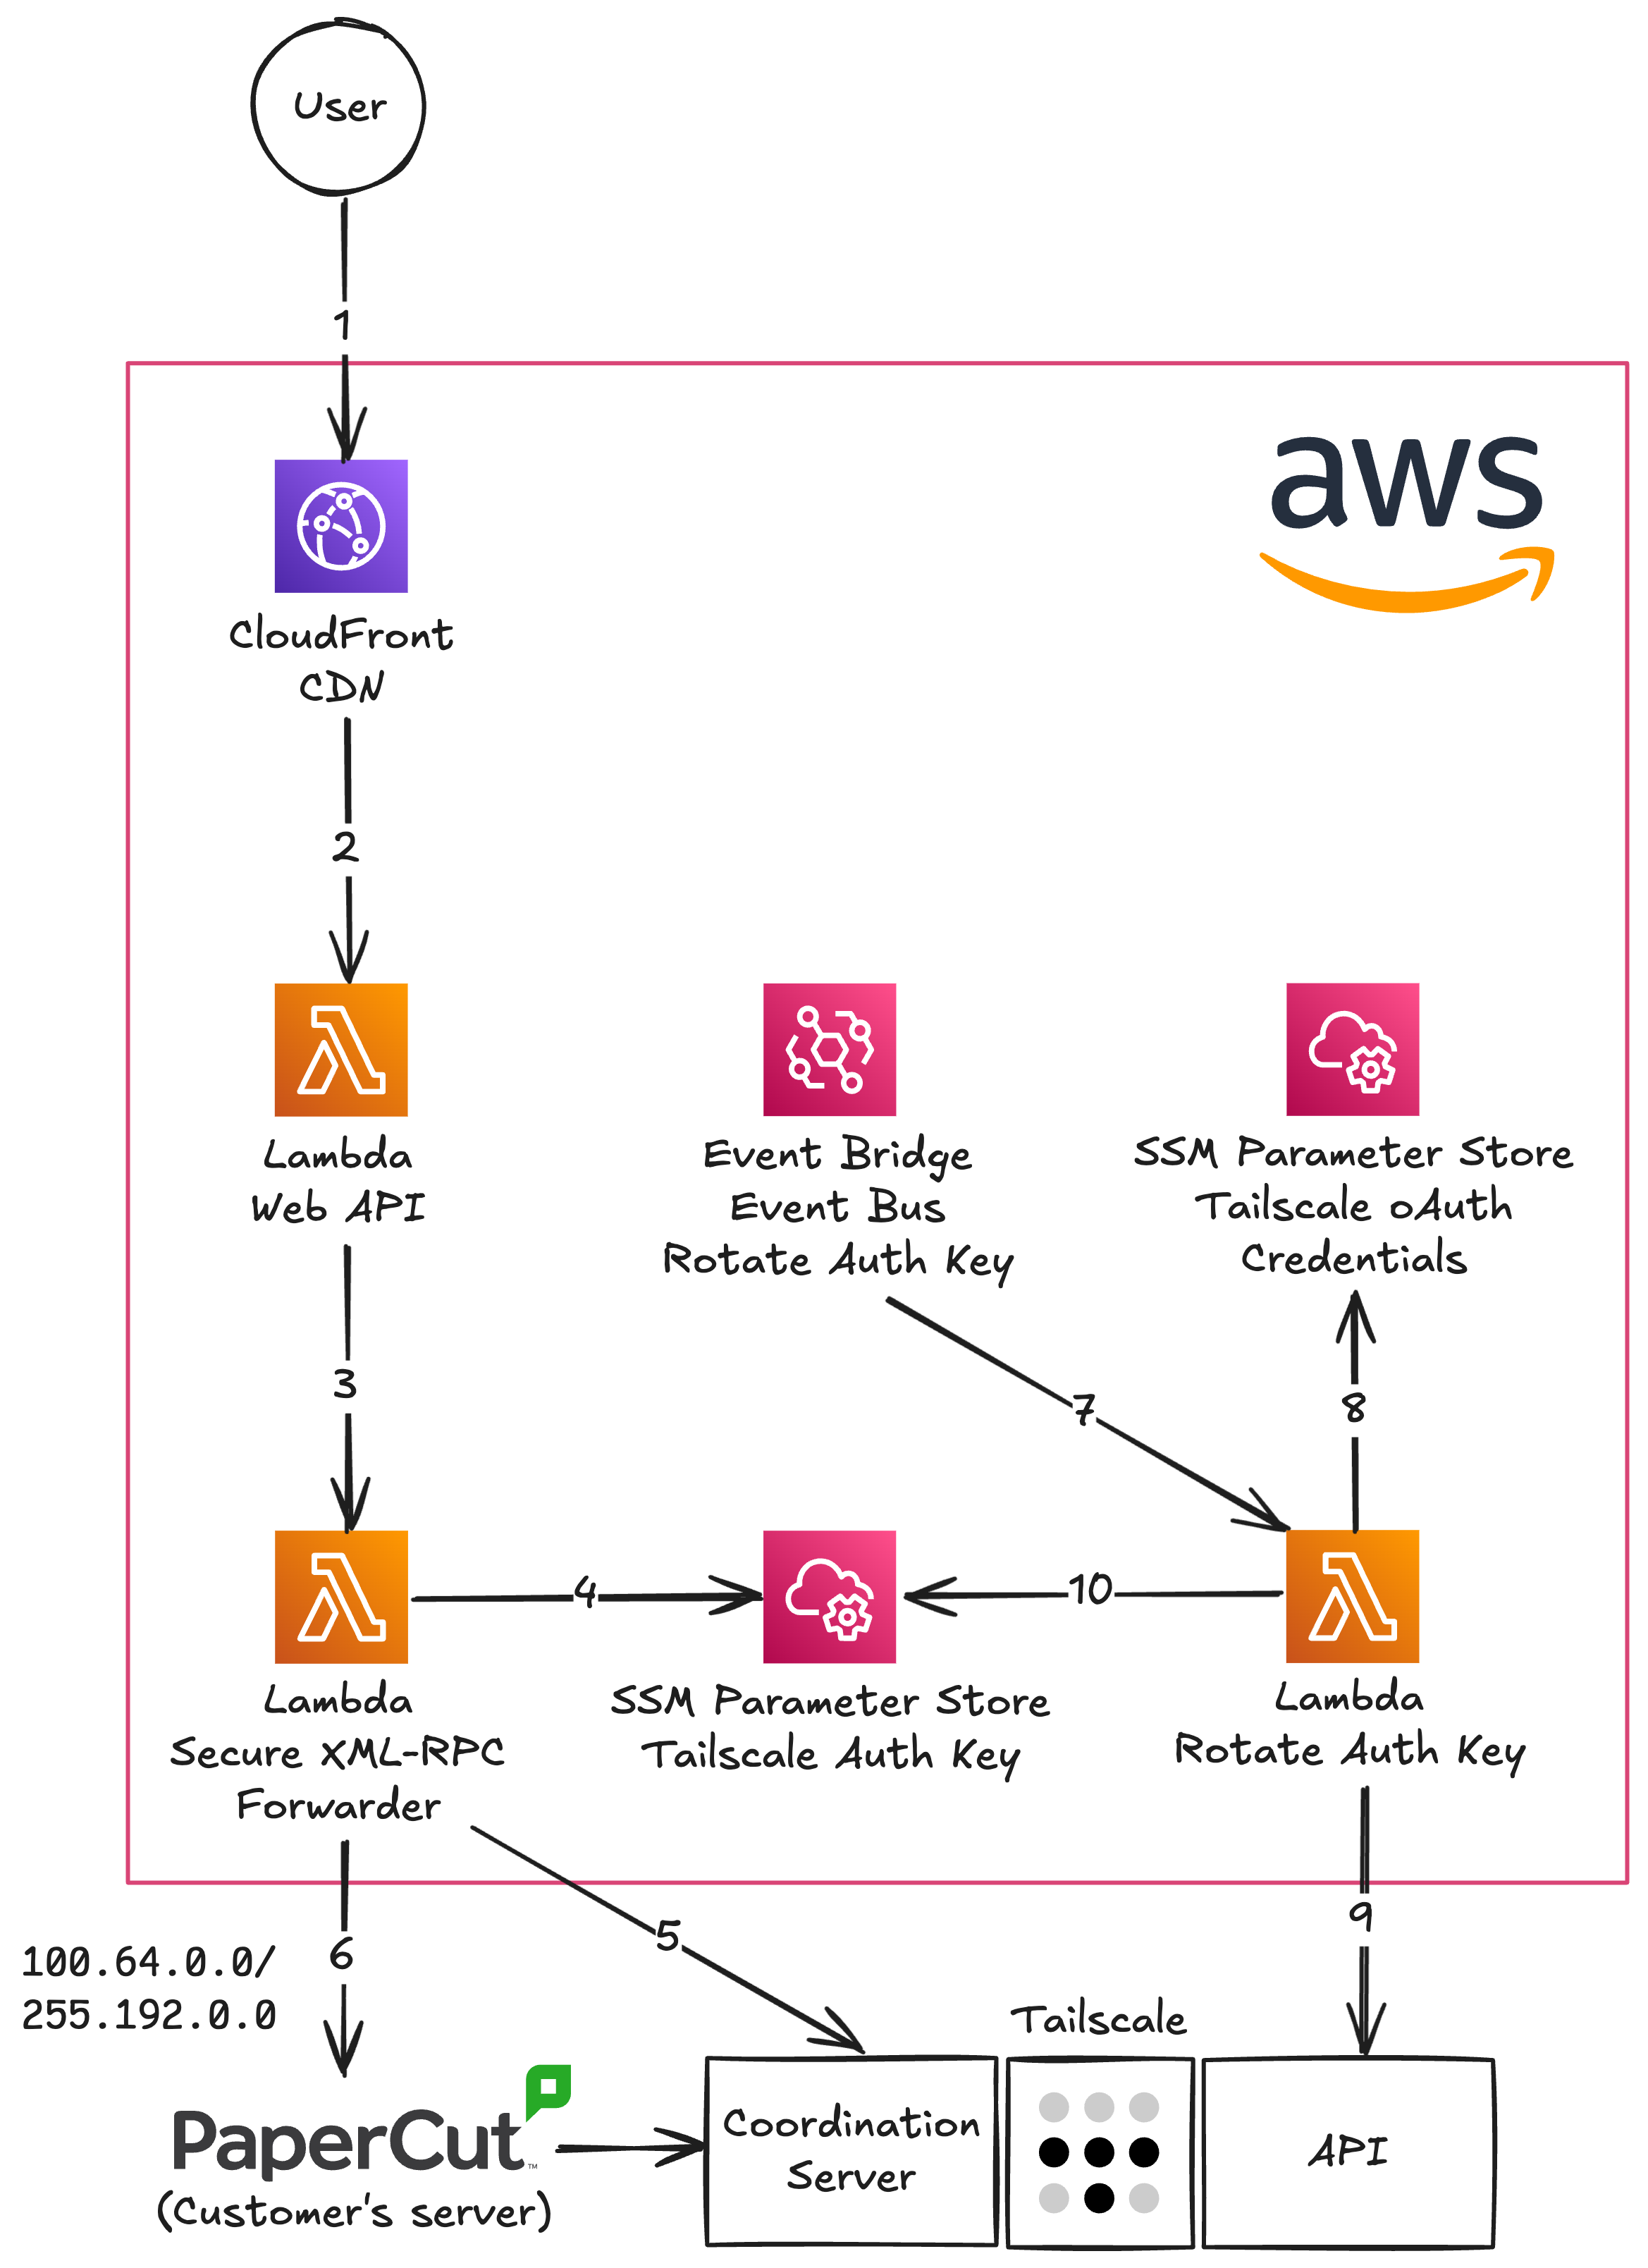 User
1
aws
CloudFront
CDN
2
Lambda
Web API
Event Bridge
Event Bus
Rotate Auth Key
SSM Parameter Store
Tailscale oAuth
Credentials
3
7
8
4
10
Lambda
Secure XML-RPC
Forwarder
SSM Parameter Store
Tailscale Auth Key
Lambda
Rotate Auth Key
5
9
100.64.0.0/
255.192.0.0
6
Tailscale
PaperCut™
(Customer's server)
Coordination
Server
API